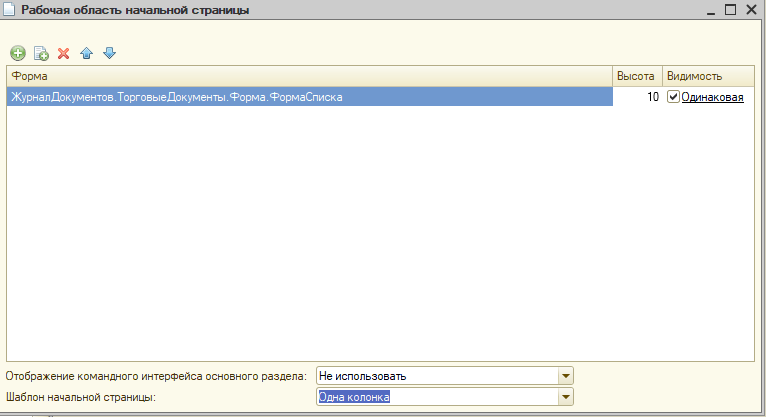 Рабочая область начальной страницы
Форма Высота Видимость
ЖурналДокументов.ТорговыеДокументы.Форма.ФормаСписка 10 Одинаковая
Отображение командного интерфейса основного раздела: Не использовать
Шаблон начальной страницы: Одна колонка